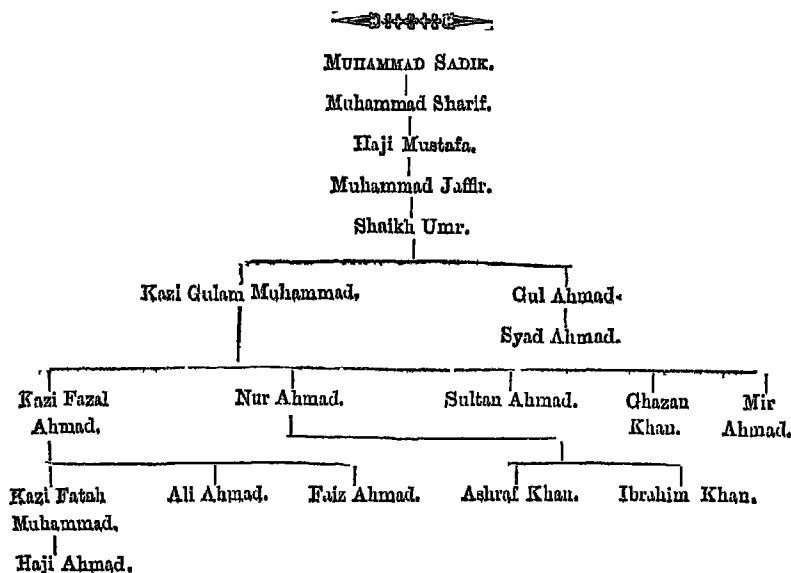 MUHAMMAD SADIK.
Muhammad Sharif.
Haji Mustafa.
Muhammad Jaffir.
Shaikh Umr.
Kazi Gulam Muhammad. Gul Ahmad.
Syad Ahmad.
Kazi Fazal Nur Ahmad. Sultan Ahmad. Ghazan Mir
Ahmad. Khan. Ahmad.
Kazi Fatah Ali Ahmad. Faiz Ahmad. Ashraf Khan. Ibrahim Khan.
Muhammad.
Haji Ahmad.